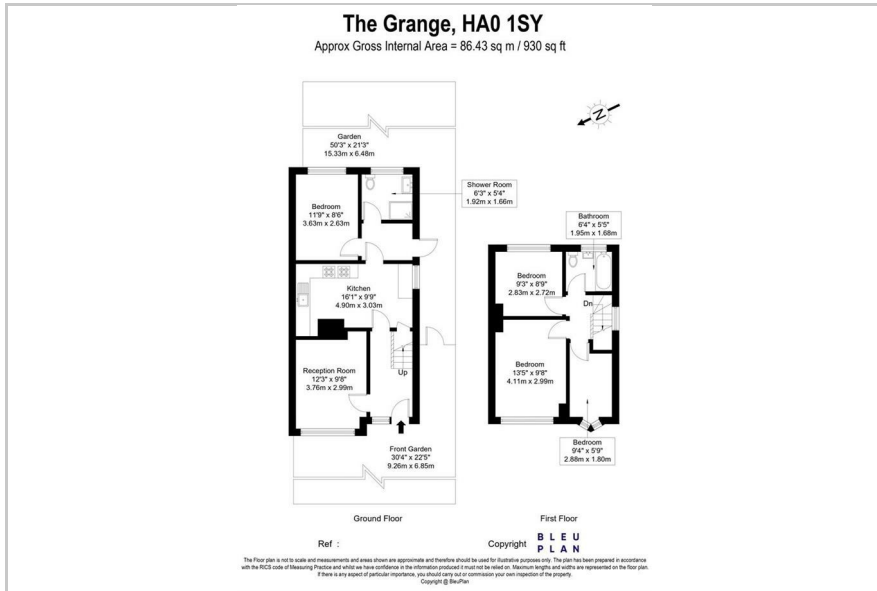 The Grange, HA0 1SY
Approx Gross Internal Area = 86.43 sq m / 930 sq ft
N
Garden
50'3" x 21'3"
15.33m x 6.48m
Shower Room
6'3" x 5'4"
1.92m x 1.66m
Bedroom
11'9" x 8'6"
3.63m x 2.63m
Kitchen
16'1" x 9'9"
4.90m x 3.03m
Reception Room
12'3" x 9'8"
3.76m x 2.99m
Up
Front Garden
30'4" x 22'5"
9.26m x 6.85m
Ground Floor
Bathroom
6'4" x 5'5"
1.95m x 1.68m
Bedroom
9'3" x 8'9"
2.83m x 2.72m
Dn
Bedroom
13'5" x 9'8"
4.11m x 2.99m
Bedroom
9'4" x 5'9"
2.88m x 1.80m
First Floor
Ref :
Copyright
BLEU
PLAN
The Floor plan is not to scale and measurements and areas shown are approximate and therefore should be used for illustrative purposes only. The plan has been prepared in accordance
with the RICS code of Measuring Practice and whilst we have confidence in the information produced it must not be relied on. Maximum lengths and widths are represented on the floor plan.
If there is any aspect of particular importance, you should carry out or commission your own inspection of the property.
Copyright @ BleuPlan